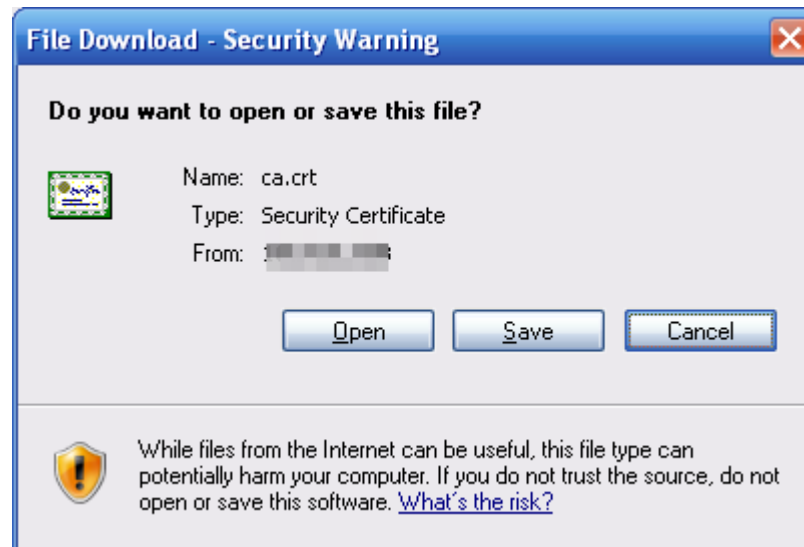 File Download - Security Warning
Do you want to open or save this file?
Name: ca.crt
Type: Security Certificate
From:
Open Save Cancel
While files from the Internet can be useful, this file type can
potentially harm your computer. If you do not trust the source, do not
open or save this software. What's the risk?